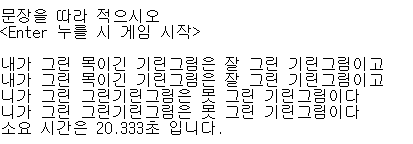 문장을 따라 적으시오
<Enter 누를 시 게임 시작>
내가 그린 목이긴 기린그림은 잘 그린 기린그림이고
내가 그린 목이긴 기린그림은 잘 그린 기린그림이고
니가 그린기린그림은 못 그린 기린그림이다
니가 그린기린그림은 못 그린 기린그림이다
소요 시간은 20.333초 입니다.